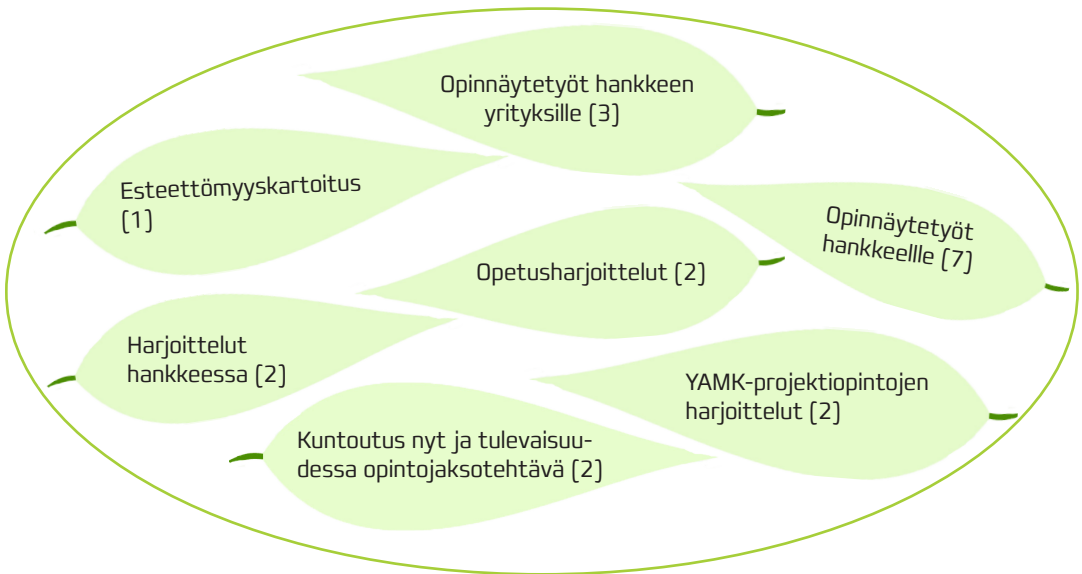 Opinnäytetyöt hankkeen
yrityksille (3)
Esteettömyyskartoitus
(1)
Opinnäytetyöt
hankkeellle (7)
Opetusharjoittelut (2)
Harjoittelut
hankkeessa (2)
YAMK-projektiopintojen
harjoittelut (2)
Kuntoutus nyt ja tulevaisuu-
dessa opintojaksotehtävä (2)